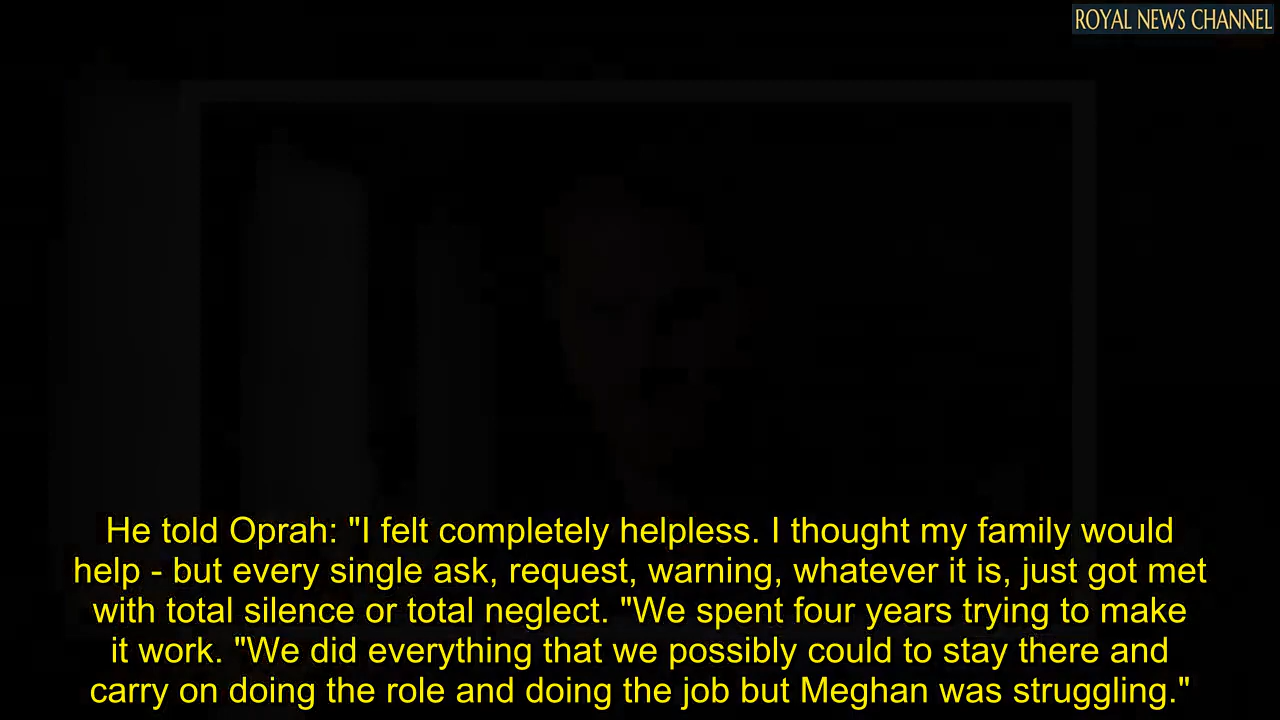 ROYAL NEWS CHANNEL
He told Oprah: "I felt completely helpless. I thought my family would
help - but every single ask, request, warning, whatever it is, just got met
with total silence or total neglect. "We spent four years trying to make
it work. "We did everything that we possibly could to stay there and
carry on doing the role and doing the job but Meghan was struggling."